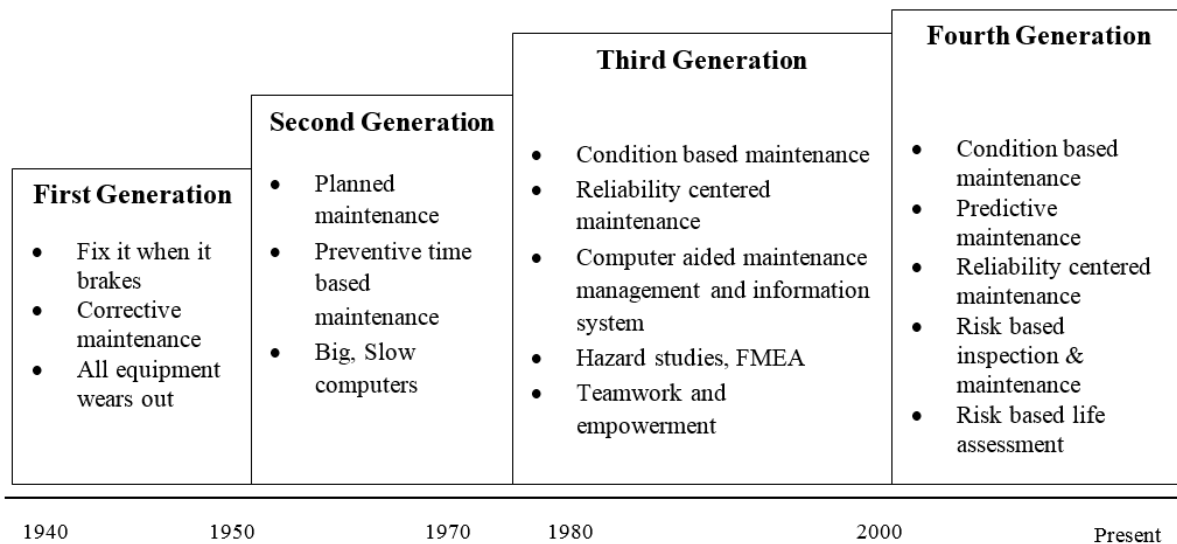 First Generation
• Fix it when it
brakes
• Corrective
maintenance
• All equipment
wears out
Second Generation
• Planned
maintenance
• Preventive time
based
maintenance
• Big, Slow
computers
Third Generation
• Condition based maintenance
• Reliability centered
maintenance
• Computer aided maintenance
management and information
system
• Hazard studies, FMEA
• Teamwork and
empowerment
Fourth Generation
• Condition based
maintenance
• Predictive
maintenance
• Reliability centered
maintenance
• Risk based
inspection &
maintenance
• Risk based life
assessment
1940 1950 1970 1980 2000 Present